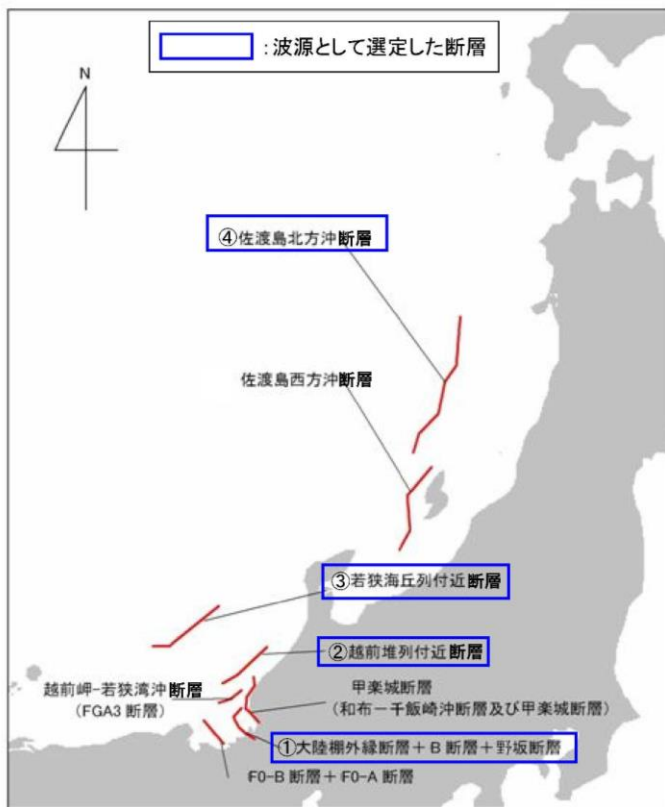 :波源として選定した断層
N
④佐渡島北方沖断層
佐渡島西方沖断層
③若狭海丘列付近断層
②越前堆列付近断層
越前岬-若狭湾沖断層
(FGA3 断層)
甲楽城断層
(和布-干飯崎沖断層及び甲楽城断層)
①大陸棚外縁断層+B 断層+野坂断層
F0-B 断層+F0-A 断層